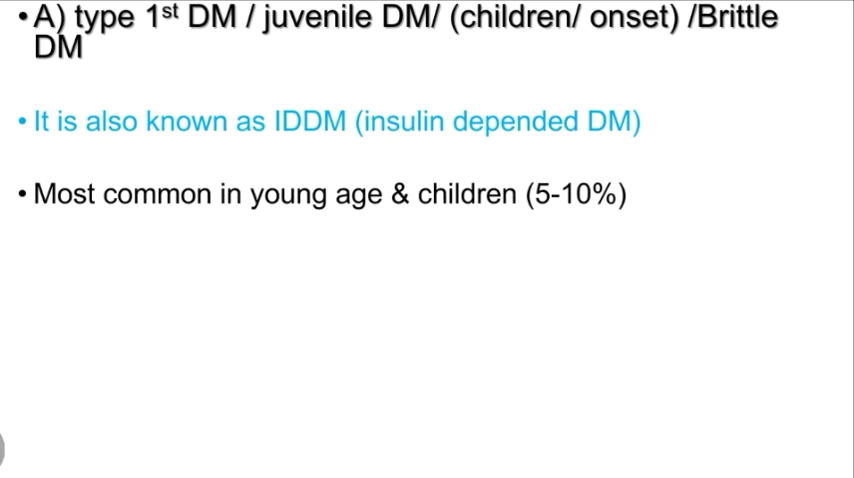 • A) type 1st DM / juvenile DM/ (children/ onset) /Brittle
DM
• It is also known as IDDM (insulin depended DM)
• Most common in young age & children (5-10%)